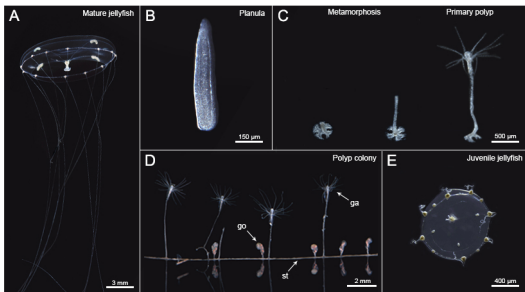 A
Mature jellyfish
3 mm
B
Planula
150 µm
C
Metamorphosis
Primary polyp
500 µm
D
Polyp colony
ga
go
st
2 mm
E
Juvenile jellyfish
400 µm